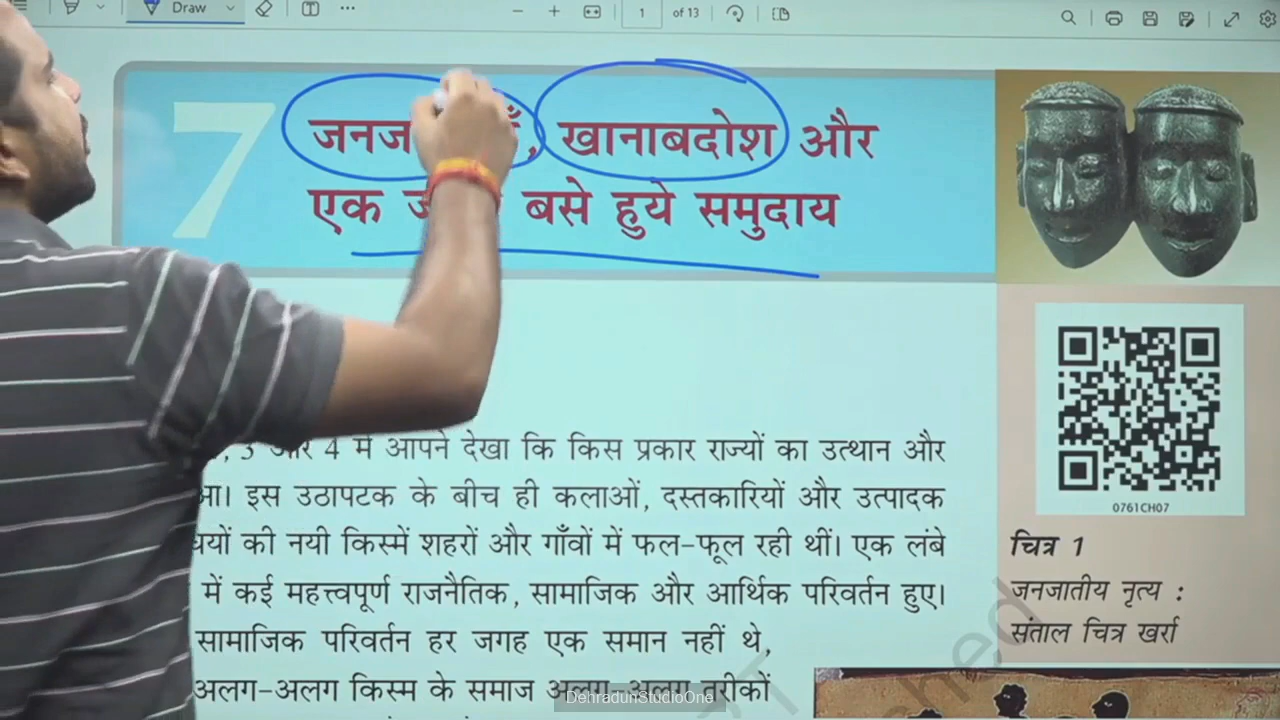 Draw
1 of 13
7
खानाबदोश और
एक बसे हुये समुदाय
4 में आपने देखा कि किस प्रकार राज्यों का उत्थान और
इस उठापटक के बीच ही कलाओं, दस्तकारियों और उत्पादक
की नयी किस्में शहरों और गाँवों में फल-फूल रही थीं। एक लंबे
में कई महत्त्वपूर्ण राजनैतिक, सामाजिक और आर्थिक परिवर्तन हुए।
सामाजिक परिवर्तन हर जगह एक समान नहीं थे,
अलग-अलग किस्म के समाज अलग-अलग तरीकों
0761CH07
चित्र 1
जनजातीय नृत्य :
संताल चित्र खर्रा
DehradunStudioOne